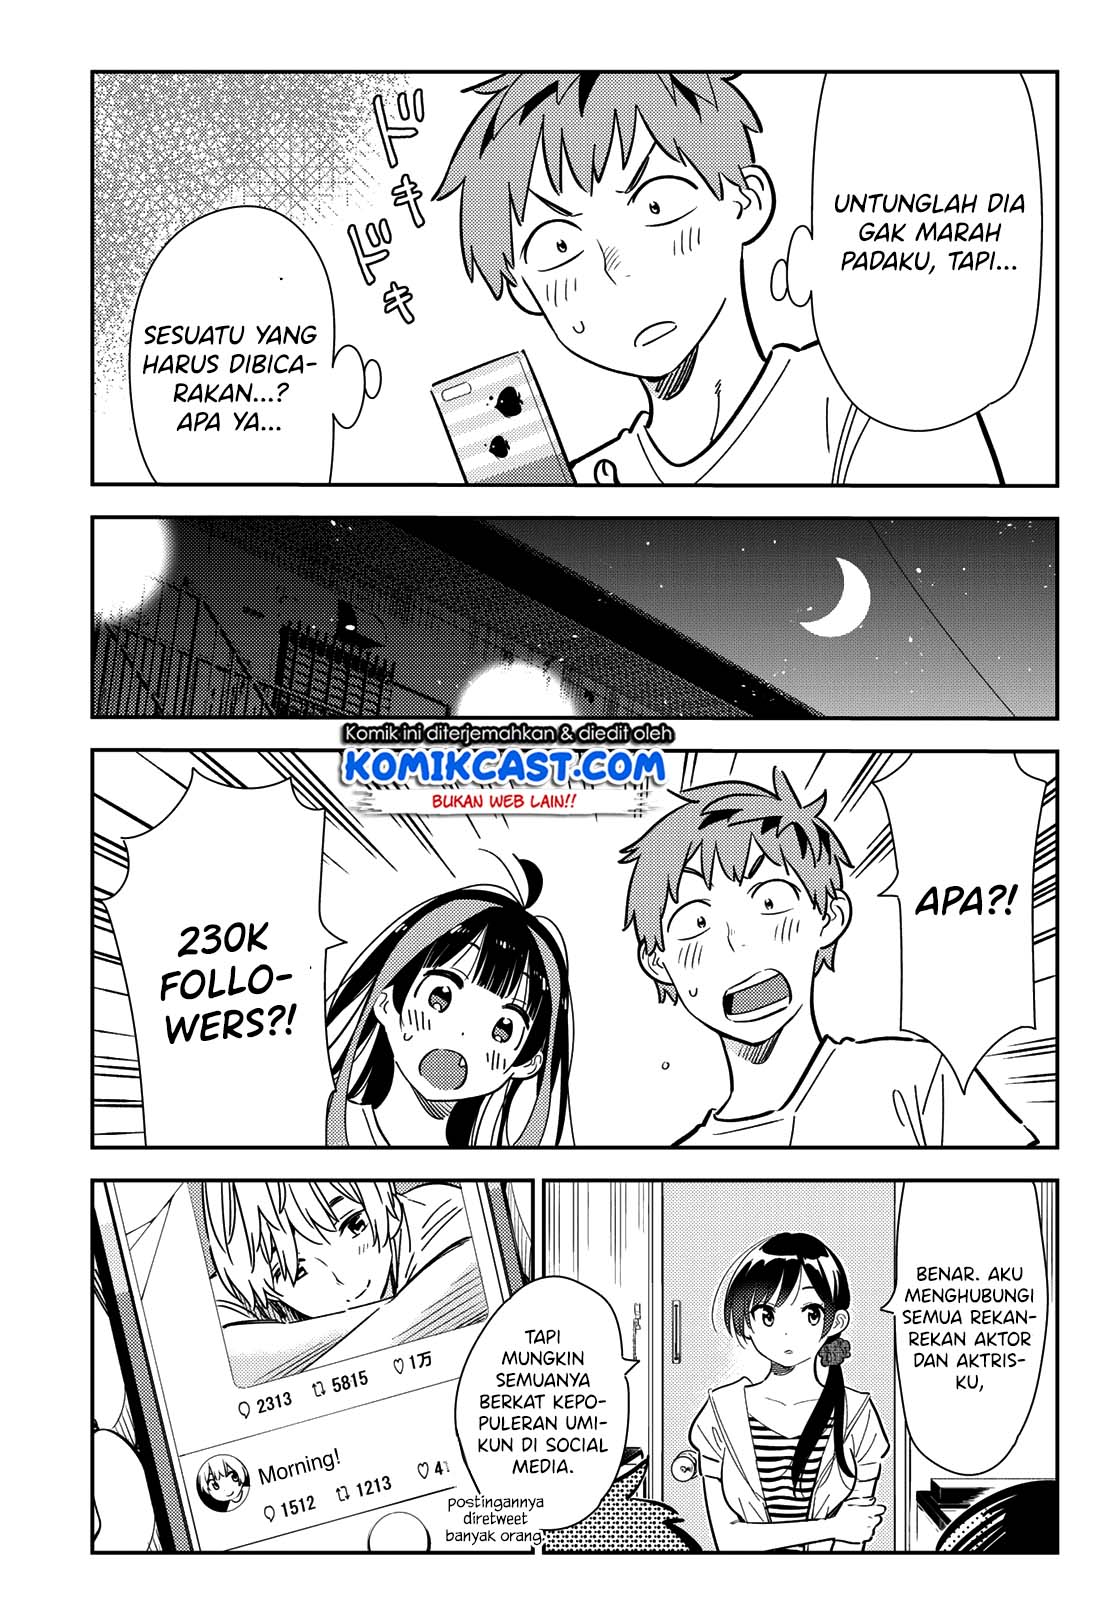 UNTUNGLAH DIA
GAK MARAH
PADAKU, TAPI...
ドキ
ドキ
SESUATU YANG
HARUS DIBICA-
RAKAN...?
APA YA...
Komik ini diterjemahkan & diedit oleh
KOMIKCAST.COM
BUKAN WEB LAIN!!
APA?!
230K
FOLLO-
WERS?!
BENAR. AKU
MENGHUBUNGI
SEMUA REKAN-
REKAN AKTOR
DAN AKTRIS-
KU,
TAPI
MUNGKIN
SEMUANYA
BERKAT KEPO-
PULERAN UMI-
KUN DI SOCIAL
MEDIA.
postingannya
diretweet
banyak orang
2313 5815 1万
Morning!
1512 1213